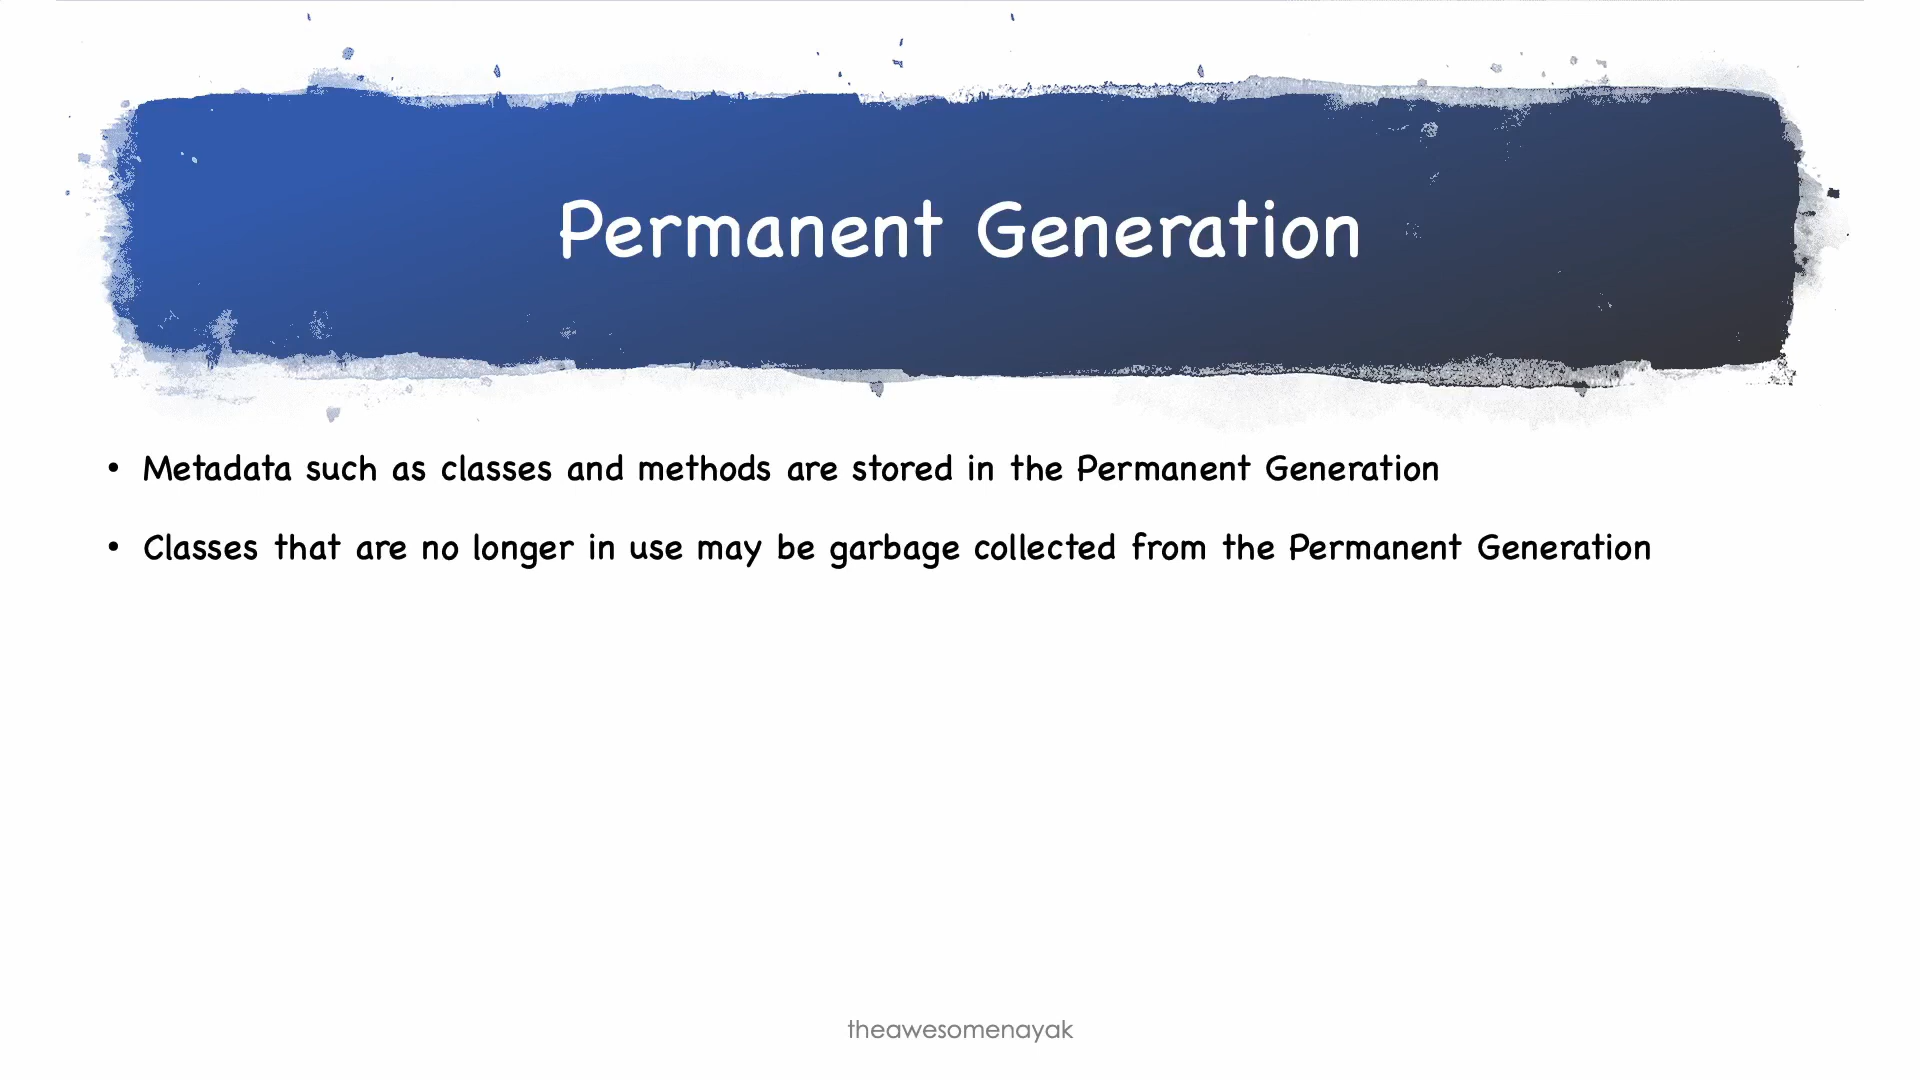 Permanent Generation
• Metadata such as classes and methods are stored in the Permanent Generation
• Classes that are no longer in use may be garbage collected from the Permanent Generation
theawesomenayak